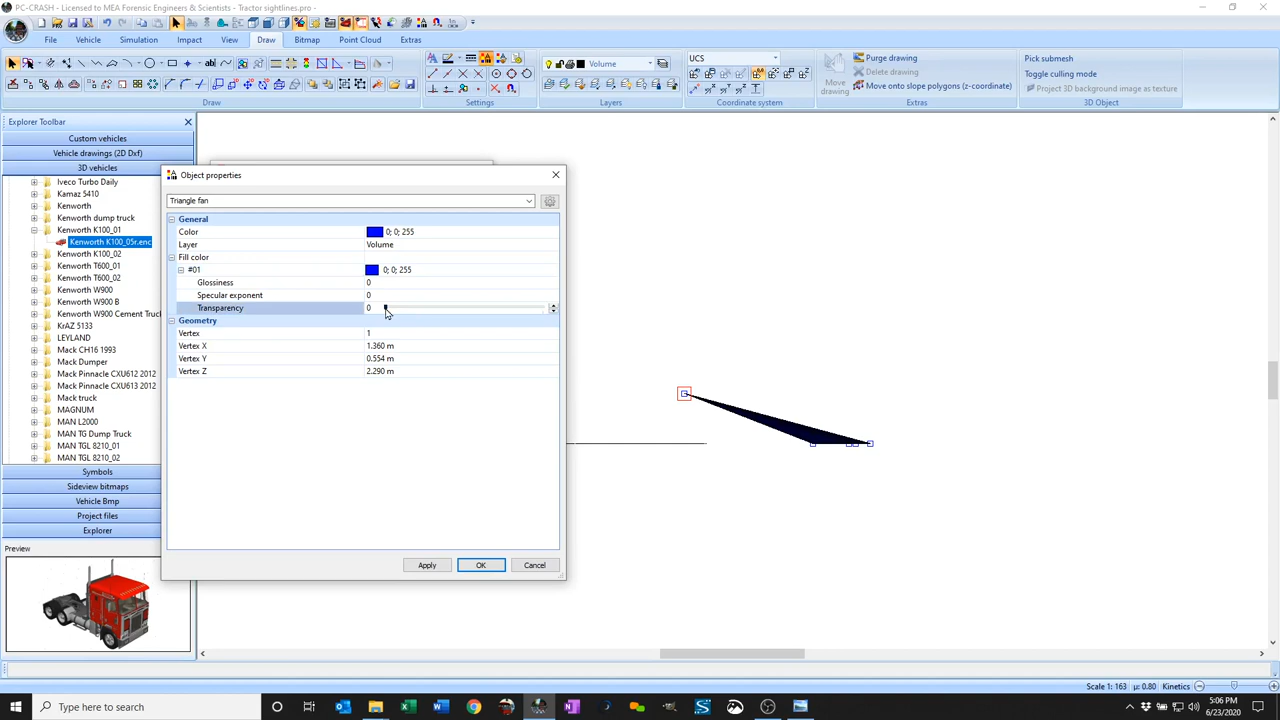 PC-CRASH - Licensed to MEA Forensic Engineers & Scientists - Tractor sightlines.pro -
File Vehicle Simulation Impact View Draw Bitmap Point Cloud Extras
Volume
UCS
Move drawing
Purge drawing
Delete drawing
Move onto slope polygons (z-coordinate)
Pick submesh
Toggle culling mode
Project 3D background image as texture
Draw Settings Layers Coordinate system Extras 3D Object
Explorer Toolbar
Custom vehicles
Vehicle drawings (2D Dxf)
3D vehicles
Iveco Turbo Daily
Kamaz 5410
Kenworth
Kenworth dump truck
Kenworth K100_01
Kenworth K100_05r.enc
Kenworth K100_02
Kenworth T600_01
Kenworth T600_02
Kenworth W900
Kenworth W900 B
Kenworth W900 Cement Truck
KrAZ 5133
LEYLAND
Mack CH16 1993
Mack Dumper
Mack Pinnacle CXU613 2012
Mack Pinnacle CXU612 2012
Mack truck
MAGNUM
MAN L2000
MAN TG Dump Truck
MAN TGL 8210_01
MAN TGL 8210_02
Symbols
Sideview bitmaps
Vehicle Bmp
Project files
Explorer
Preview
Object properties
Triangle fan
General
Color 0; 0; 255
Layer Volume
Fill color
#01 0; 0; 255
Glossiness 0
Specular exponent 0
Transparency 0
Geometry
Vertex 1
Vertex X 1.360 m
Vertex Y 0.554 m
Vertex Z 2.290 m
Apply OK Cancel
Scale 1: 163 µ: 0.80 Kinetics
Type here to search
5:06 PM
6/23/2020